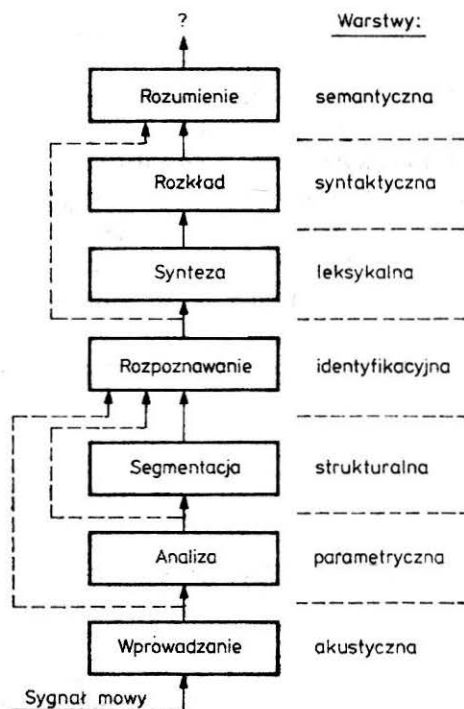 ?
Warstwy:
Rozumienie semantyczna
Rozkład syntaktyczna
Synteza leksykalna
Rozpoznawanie identyfikacyjna
Segmentacja strukturalna
Analiza parametryczna
Wprowadzanie akustyczna
Sygnał mowy